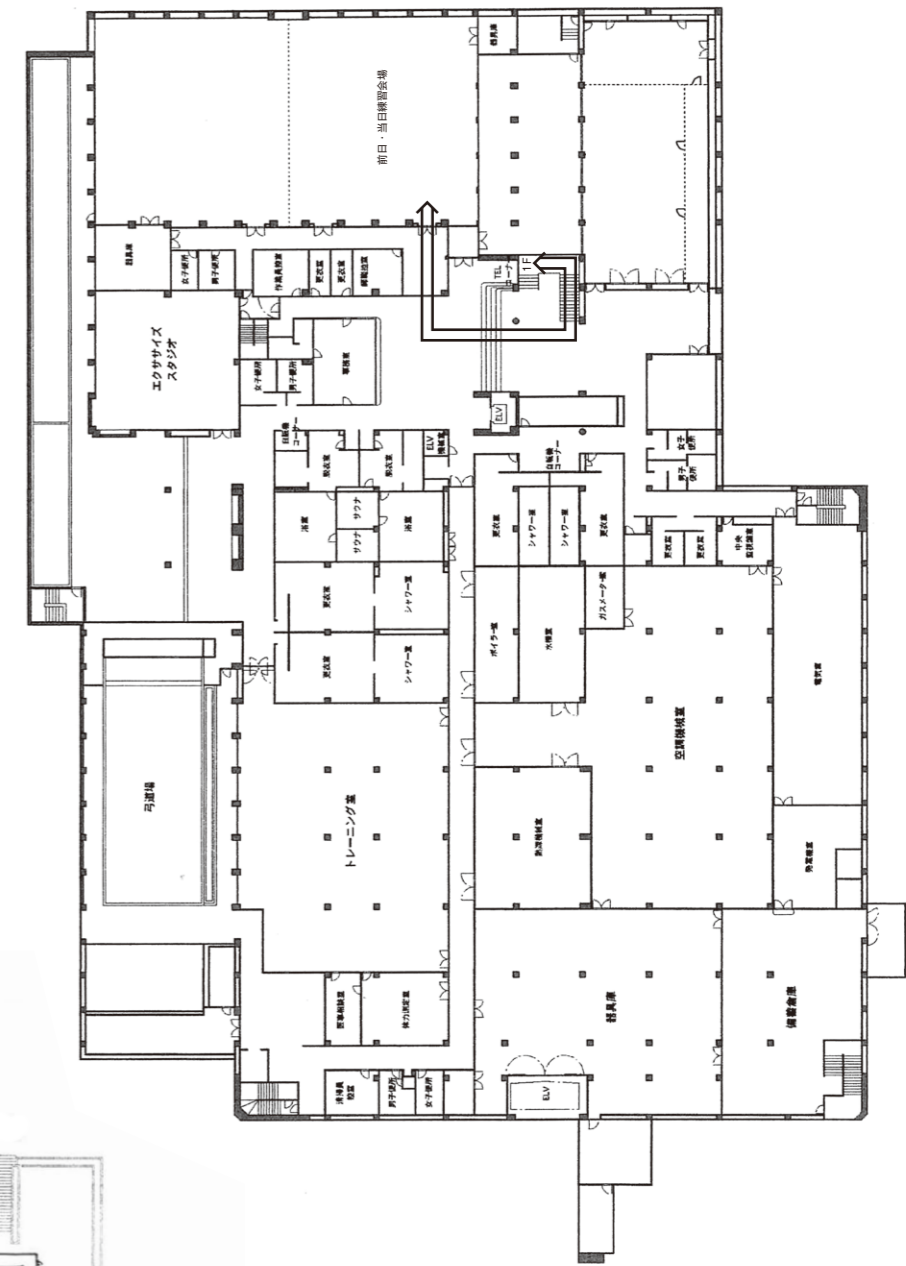 器具庫
前日・当日練習会場
器具庫
女子便所
男子便所
作業員控室
更衣室
更衣室
TEL
コーナー
1F
エクササイズ
スタジオ
女子便所
男子便所
事務室
ELV
自販機
コーナー
脱衣室
脱衣室
ELV
機械室
自販機
コーナー
女子
便所
男子
便所
浴室
サウナ
サウナ
浴室
更衣室
シャワー室
シャワー室
更衣室
更衣室
更衣室
中央
更衣室
シャワー室
更衣室
シャワー室
ボイラー室
水槽室
ガスメーター室
弓道場
トレーニング室
熱源機械室
空調機械室
電気室
発電機室
医事相談室
体力測定室
器具庫
備蓄倉庫
清掃員
控室
男子便所
女子便所
ELV